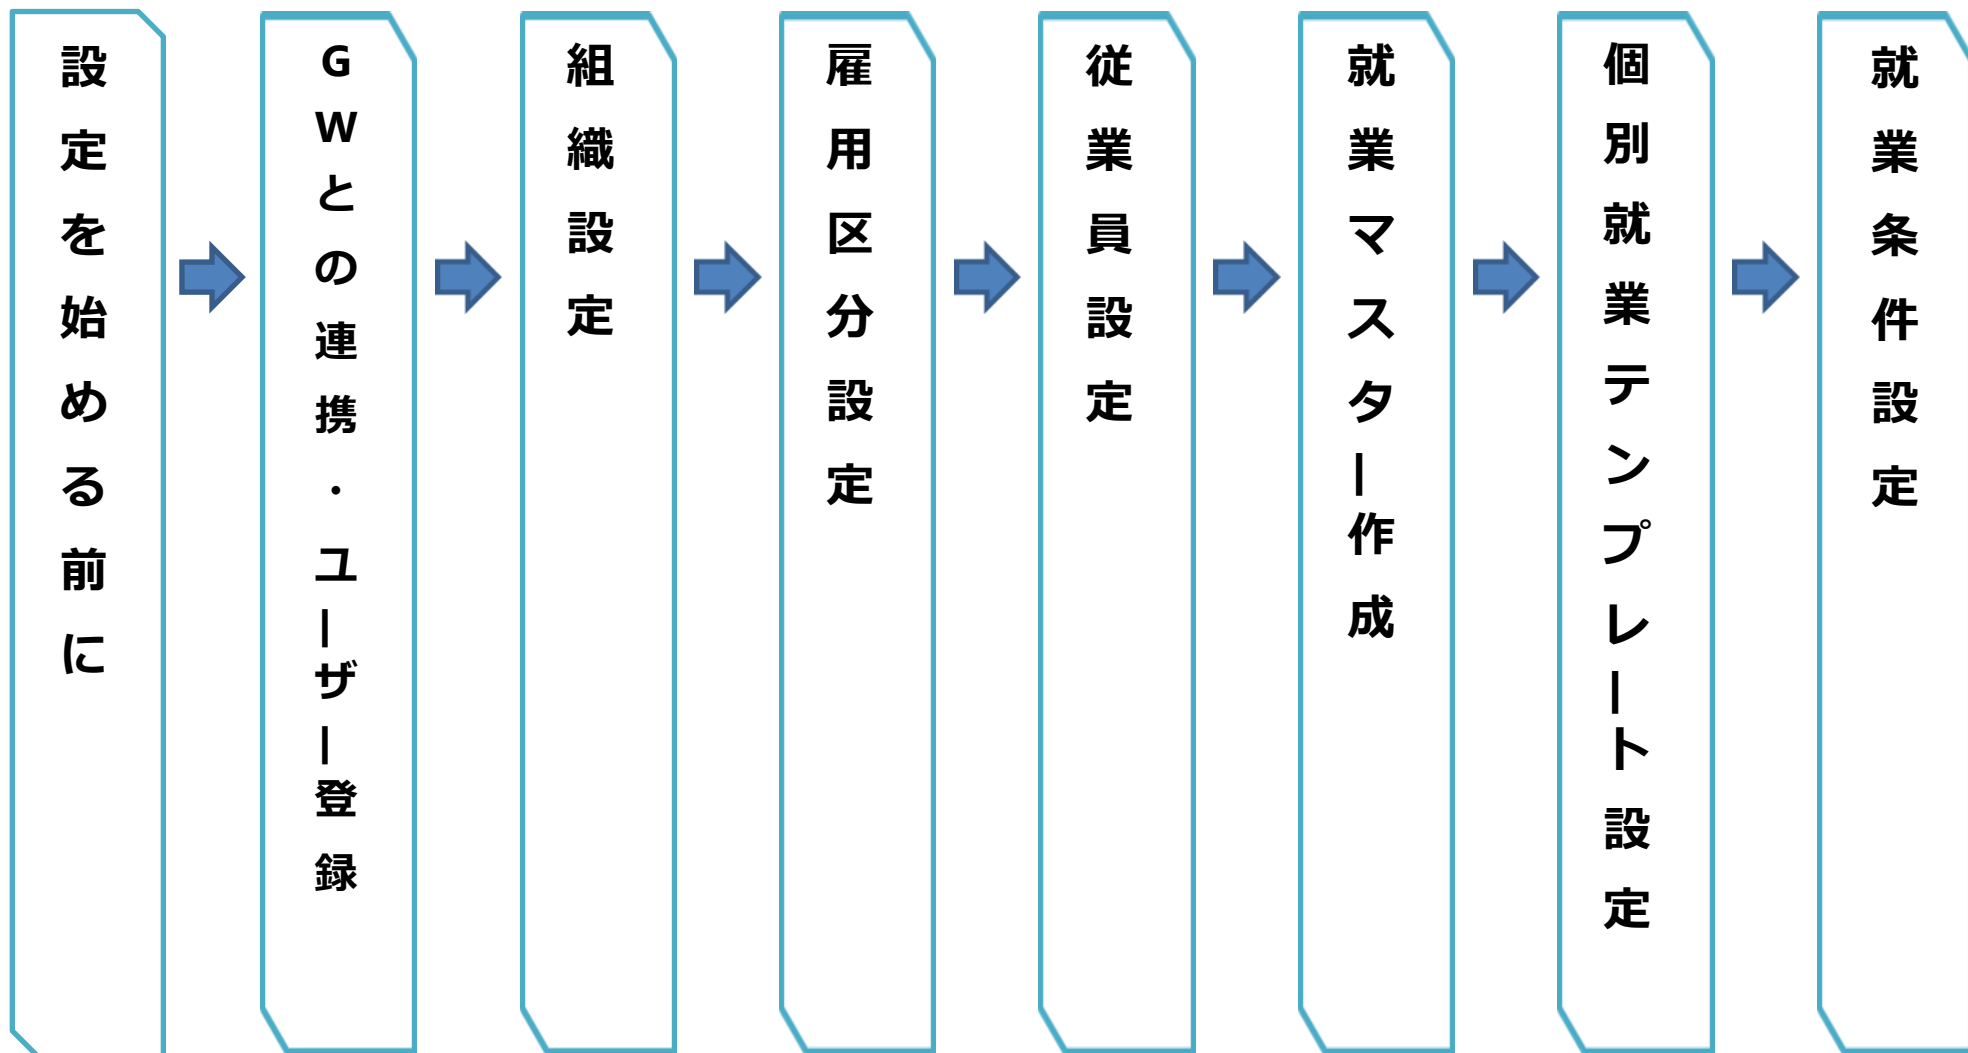 設定を始める前に
GWとの連携・ユーザー登録
組織設定
雇用区分設定
従業員設定
就業マスター作成
個別就業テンプレート設定
就業条件設定